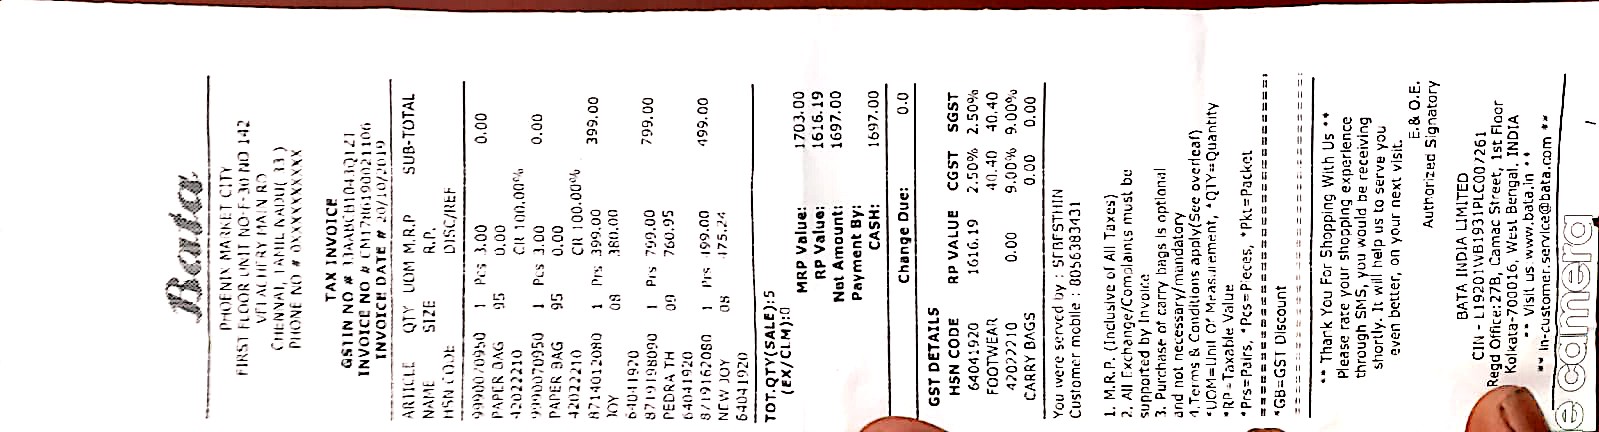 Bata
PHOENIX MARKET CITY
FIRST FLOOR UNIT NO-F-30 NO 142
VELACHERY MAIN RD
CHENNAI, TAMIL NADU( 33 )
PHONE NO # 0XXXXXXXXXX
TAX INVOICE
GSTIN NO # 33AABCB1043Q1Z1
INVOICE NO # CM1786190021106
INVOICE DATE # 20/10/2019
ARTICLE QTY UOM M.R.P SUB-TOTAL
NAME SIZE R.P.
HSN CODE DISC/REF
9990070950 1 Pcs 3.00 0.00
PAPER BAG 95 0.00
42022210 CR 100.00%
9990070950 1 Pcs 3.00 0.00
PAPER BAG 95 0.00
42022210 CR 100.00%
8714012080 1 Prs 399.00 399.00
JOY 08 380.00
64041920
8719198090 1 Prs 799.00 799.00
PEDRA TH 09 760.95
64041920
8719162080 1 Prs 499.00 499.00
NEW JOY 08 475.24
64041920
TOT.QTY(SALE):5
(EX/CLM):0
MRP Value: 1703.00
RP Value: 1616.19
Net Amount: 1697.00
Payment By:
CASH: 1697.00
Change Due: 0.0
GST DETAILS
HSN CODE RP VALUE CGST SGST
64041920 1616.19 2.50% 2.50%
FOOTWEAR 40.40 40.40
42022210 0.00 9.00% 9.00%
CARRY BAGS 0.00 0.00
You were served by : SEBESTHIN
Customer mobile : 8056383431
1. M.R.P. (Inclusive of All Taxes)
2. All Exchange/Complaints must be
supported by Invoice
3. Purchase of carry bags is optional
and not necessary/mandatory
4.Terms & Conditions apply(See overleaf)
*UOM=Unit Of Measurement, *QTY=Quantity
*RP=Taxable Value
*Prs=Pairs, *Pcs=Pieces, *Pkt=Packet
*GB=GST Discount
** Thank You For Shopping With Us **
Please rate your shopping experience
through SMS, you would be receiving
shortly. It will help us to serve you
even better, on your next visit.
E.& O.E.
Authorized Signatory
BATA INDIA LIMITED
CIN - L19201WB1931PLC007261
Regd Office:27B, Camac Street, 1st Floor
Kolkata-700016, West Bengal, INDIA
** Visit us www.bata.in **
** in-customer.service@bata.com **
e camera